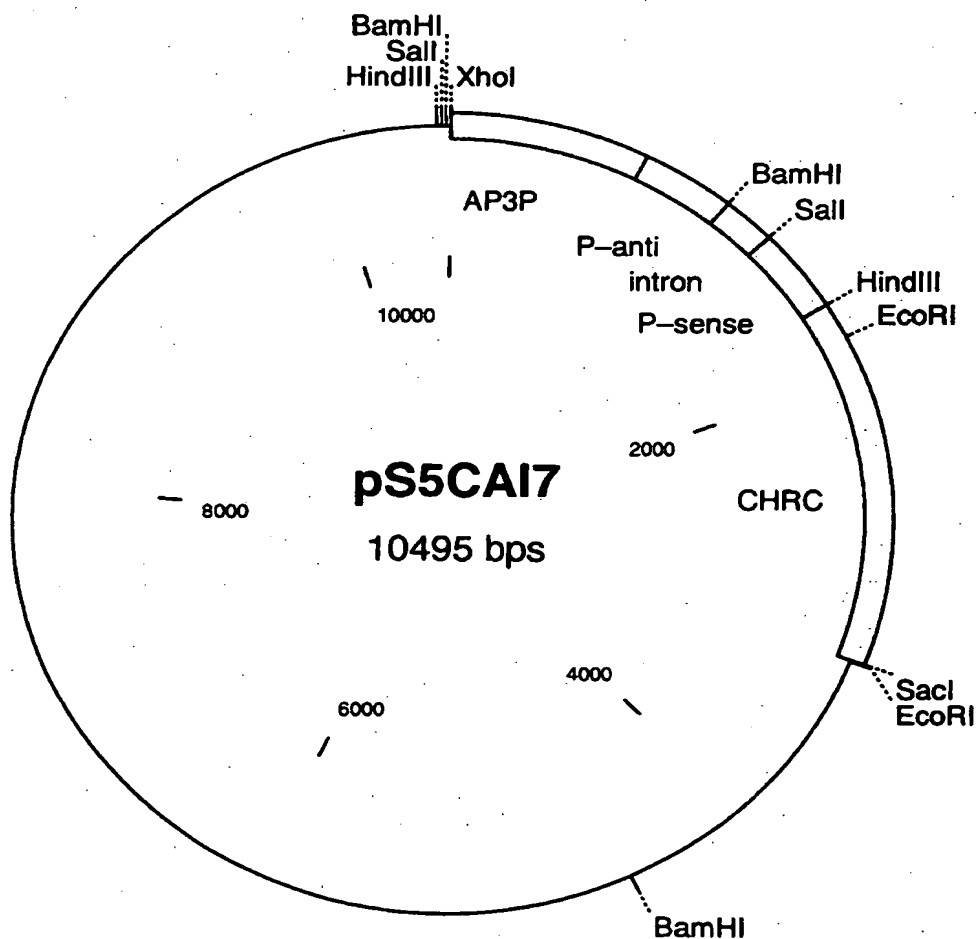 BamHI
SalI
HindIII XhoI
BamHI
SalI
HindIII
EcoRI
AP3P
P–anti
intron
P–sense
10000
2000
CHRC
pS5CAI7
10495 bps
8000
4000
6000
SacI
EcoRI
BamHI